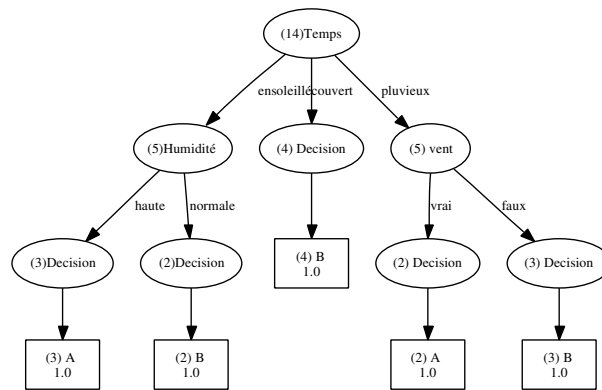 (14)Temps
ensoleillé
couvert
pluvieux
(5)Humidité
(4) Decision
(5) vent
haute
normale
vrai
faux
(3)Decision
(2)Decision
(4) B
1.0
(2) Decision
(3) Decision
(3) A
1.0
(2) B
1.0
(2) A
1.0
(3) B
1.0